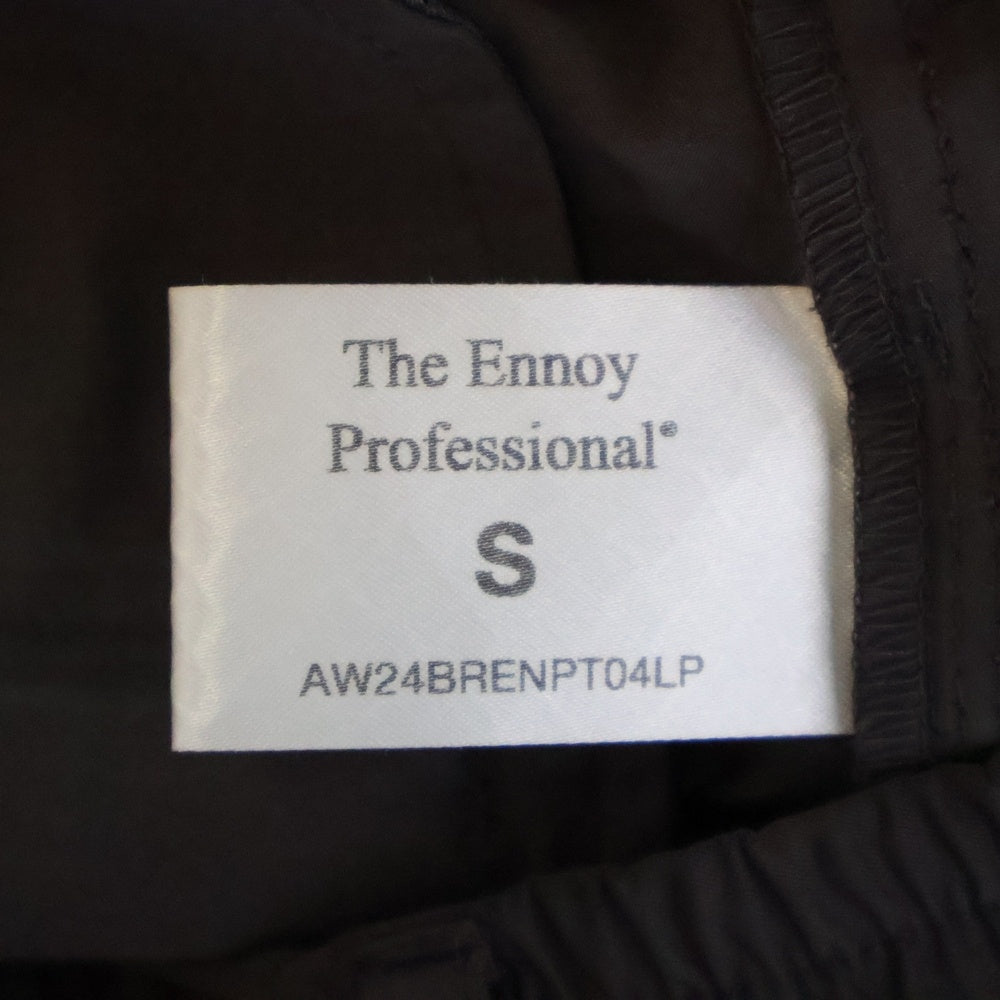 The Ennoy
Professional®
S
AW24BRENPT04LP